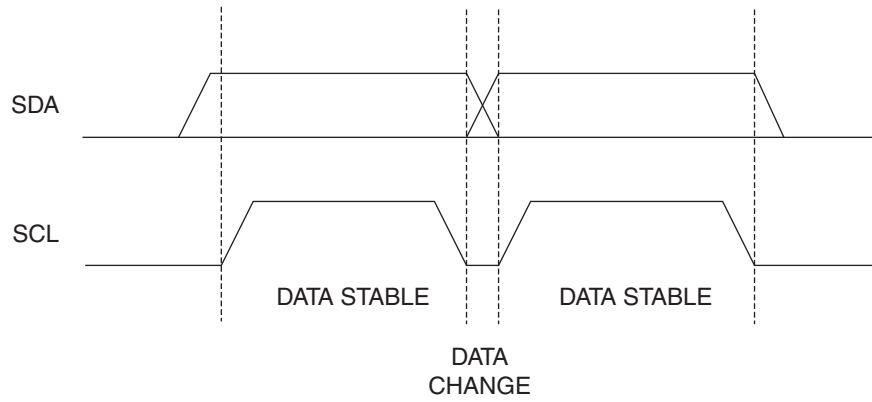 SDA
SCL
DATA STABLE
DATA STABLE
DATA
CHANGE